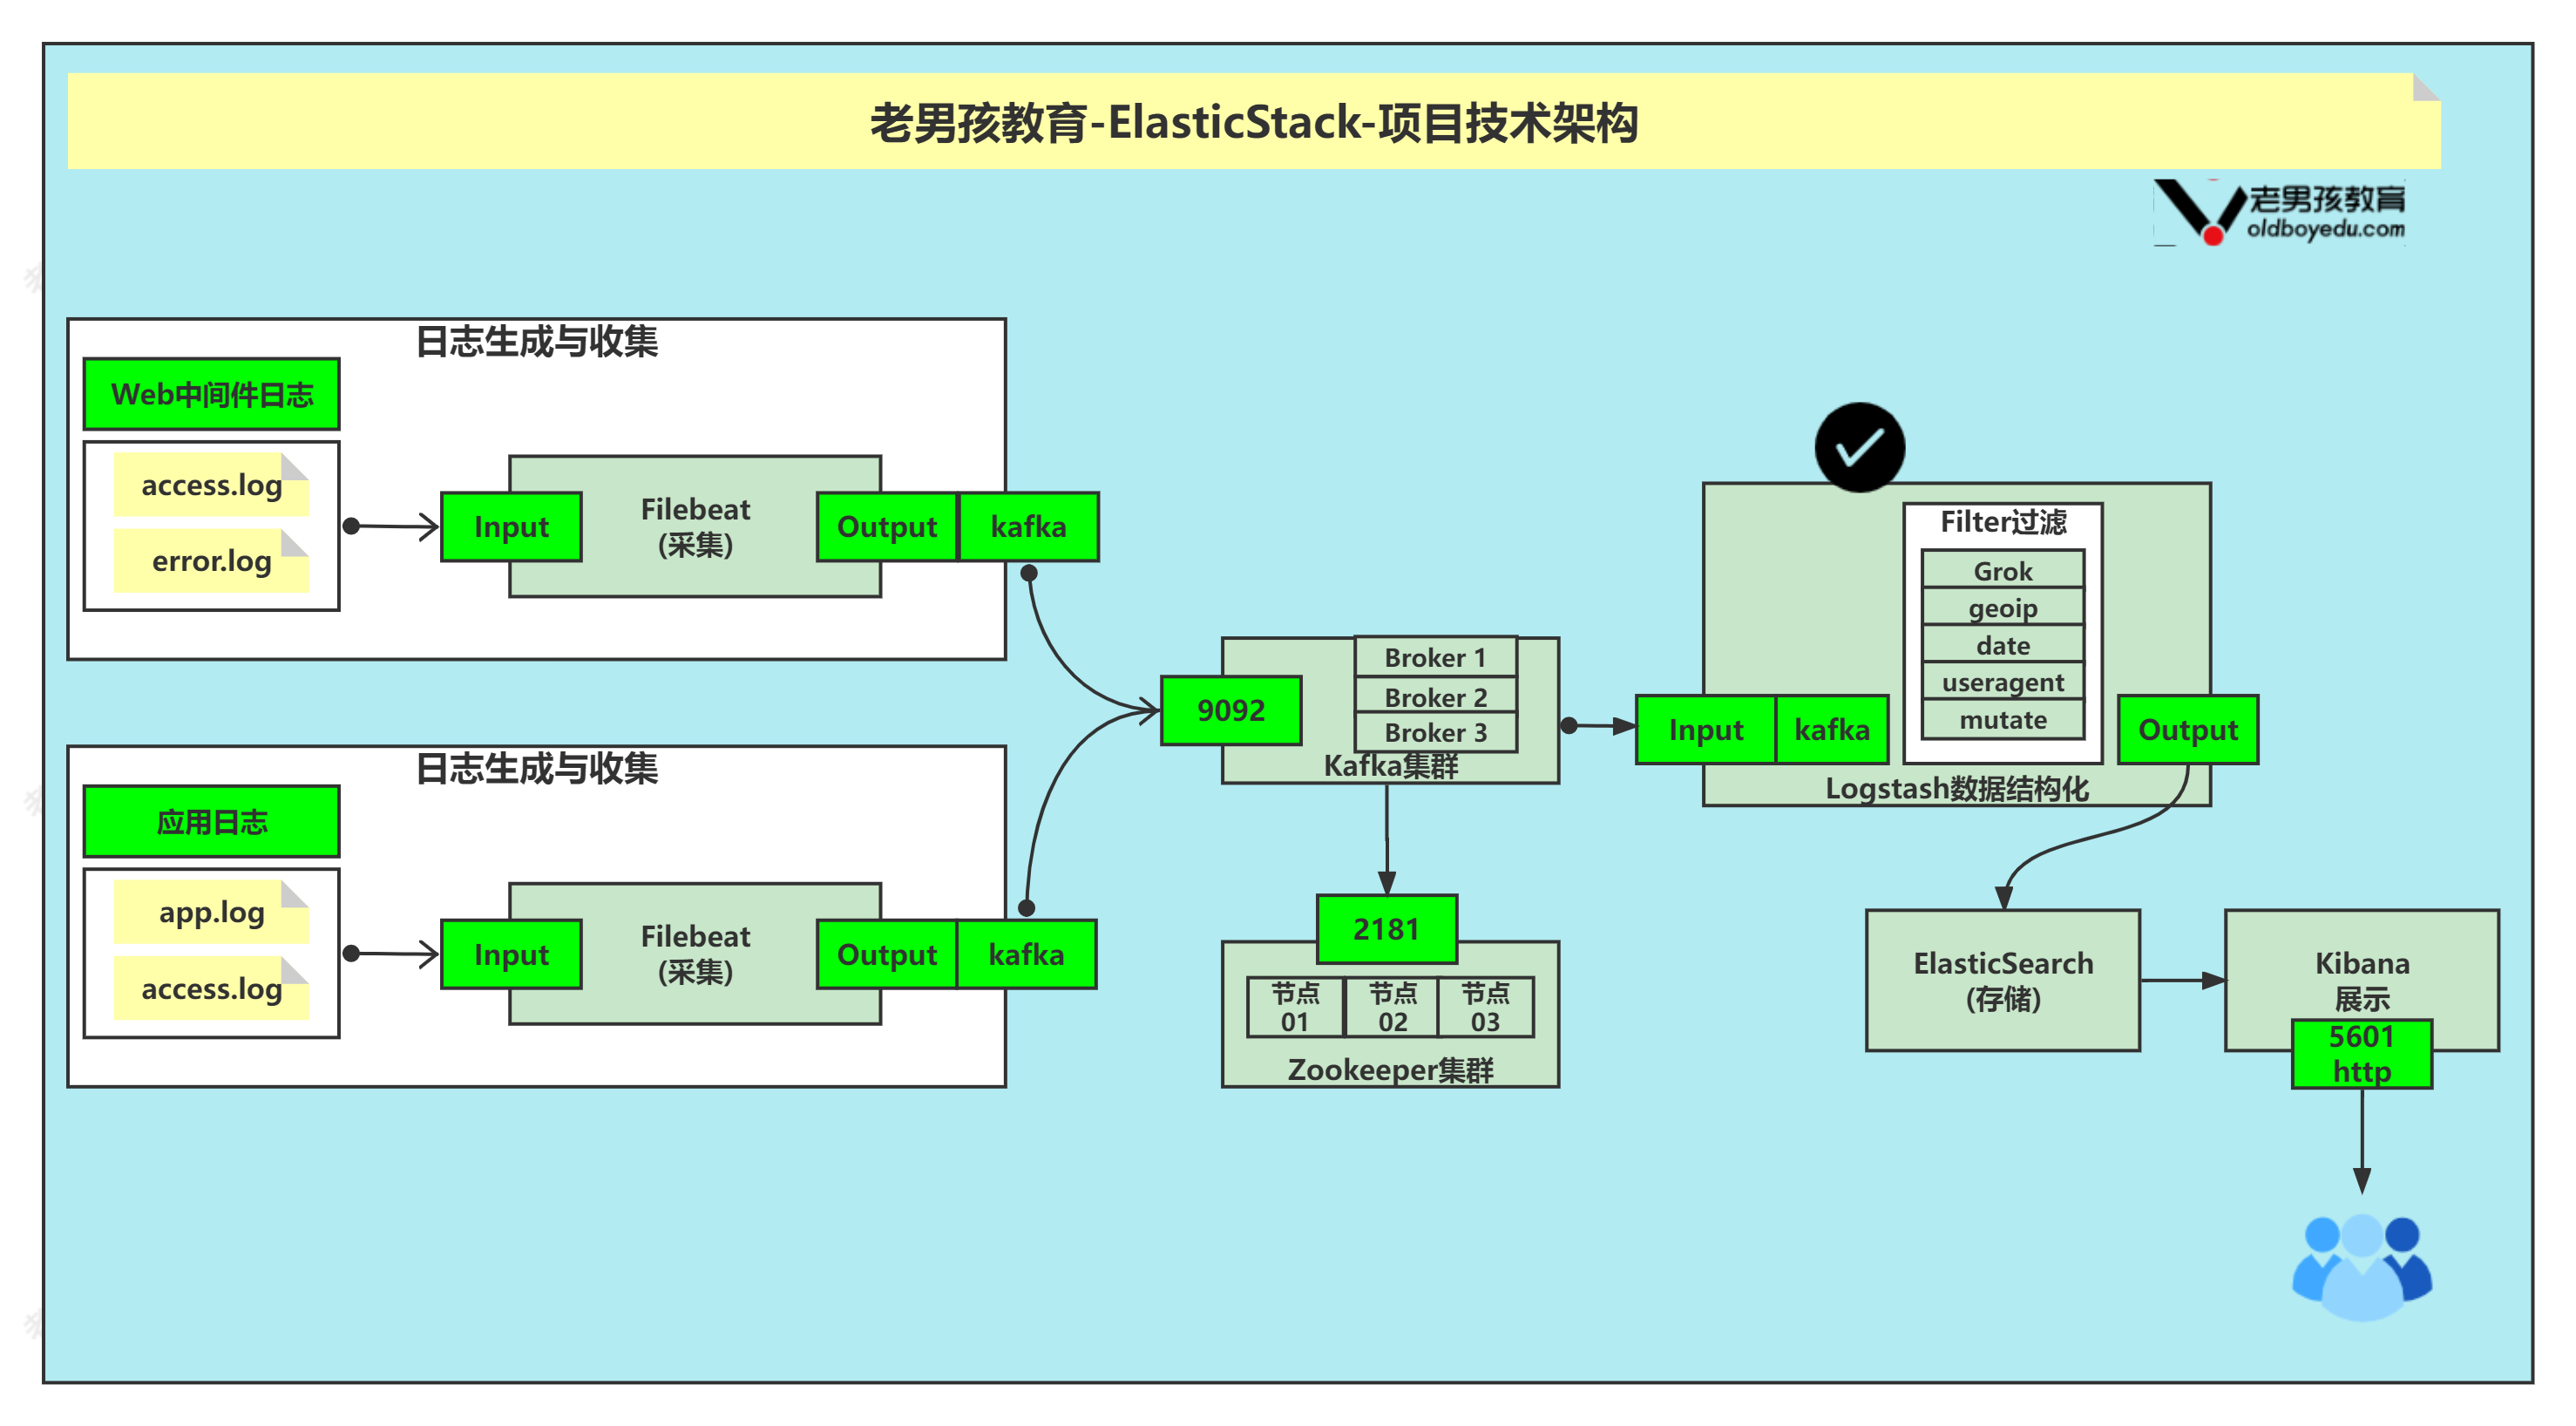 老男孩教育-ElasticStack-项目技术架构
老男孩教育
oldboyedu.com
日志生成与收集
Web中间件日志
access.log
error.log
Input
Filebeat
(采集)
Output
kafka
日志生成与收集
应用日志
app.log
access.log
Input
Filebeat
(采集)
Output
kafka
9092
Broker 1
Broker 2
Broker 3
Kafka集群
2181
节点
01
节点
02
节点
03
Zookeeper集群
Input
kafka
Filter过滤
Grok
geoip
date
useragent
mutate
Output
Logstash数据结构化
ElasticSearch
(存储)
Kibana
展示
5601
http